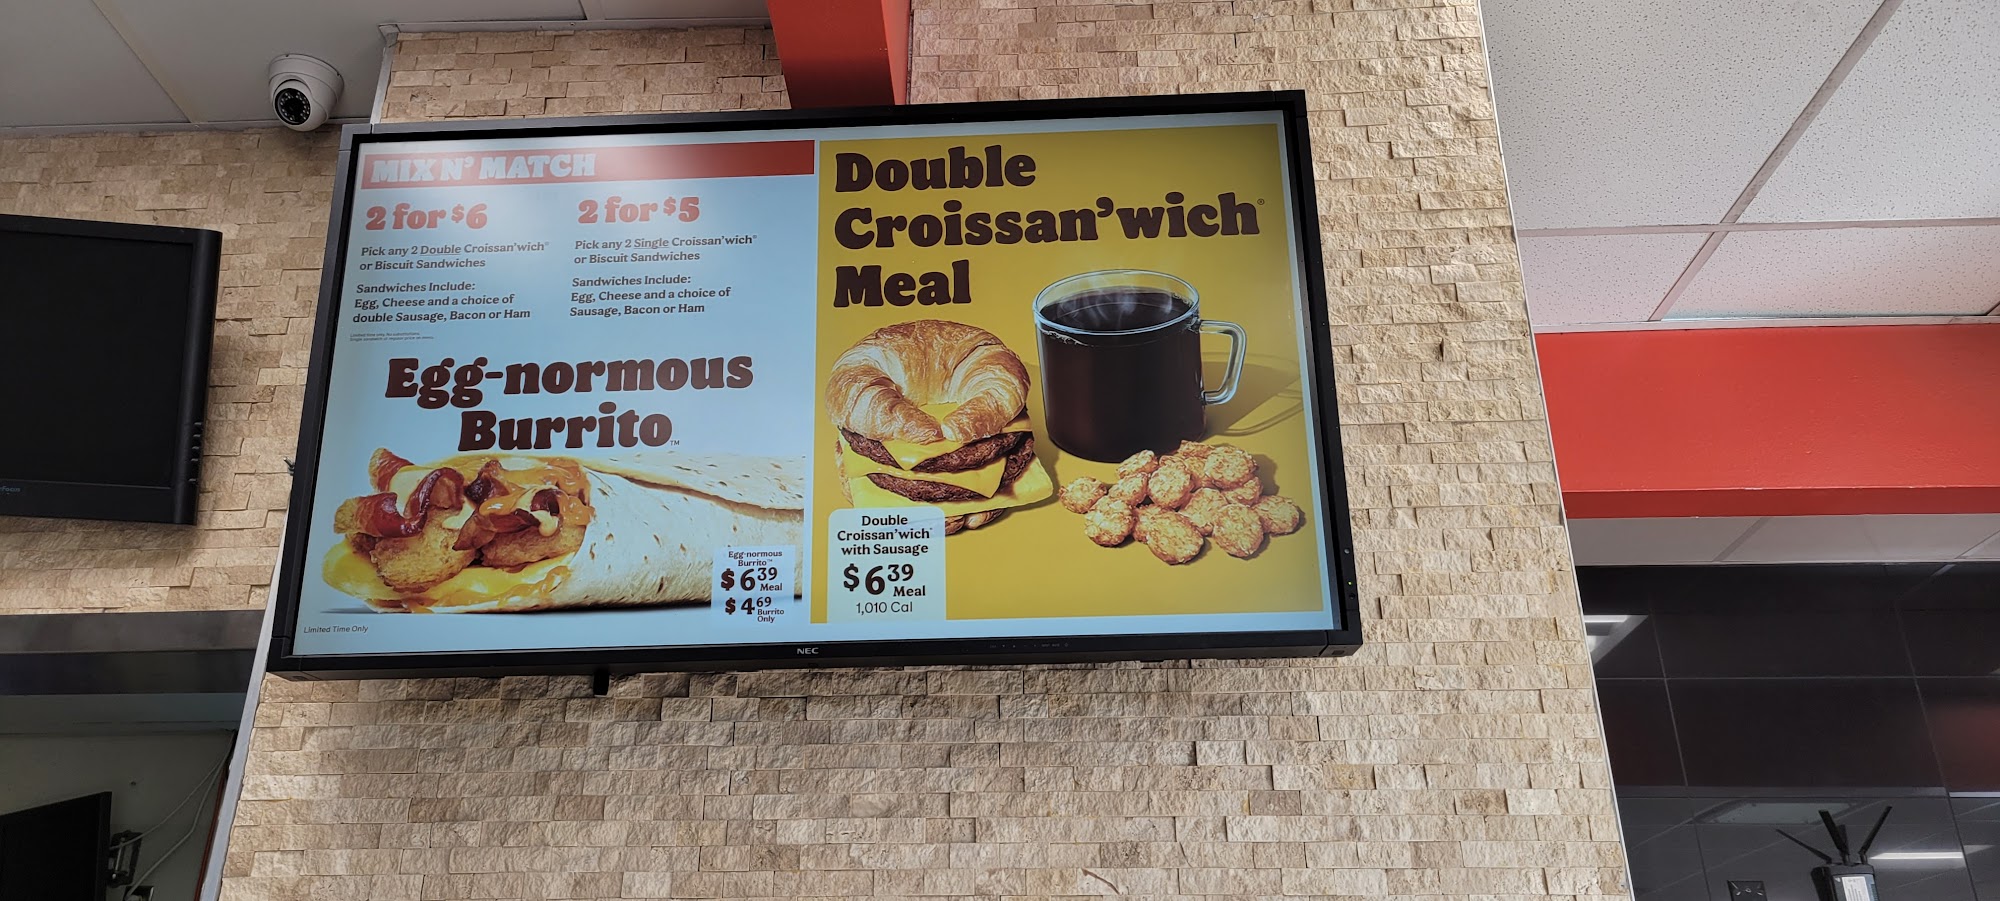 MIX N' MATCH
2 for $6
Pick any 2 Double Croissan'wich®
or Biscuit Sandwiches
Sandwiches Include:
Egg, Cheese and a choice of
double Sausage, Bacon or Ham
2 for $5
Pick any 2 Single Croissan'wich®
or Biscuit Sandwiches
Sandwiches Include:
Egg, Cheese and a choice of
Sausage, Bacon or Ham
Egg-normous
Burrito™
Egg-normous
Burrito™
$6 39
Meal
$4 69
Burrito
Only
Limited Time Only
Double
Croissan'wich®
Meal
Double
Croissan'wich®
with Sausage
$6 39
Meal
1,010 Cal
NEC